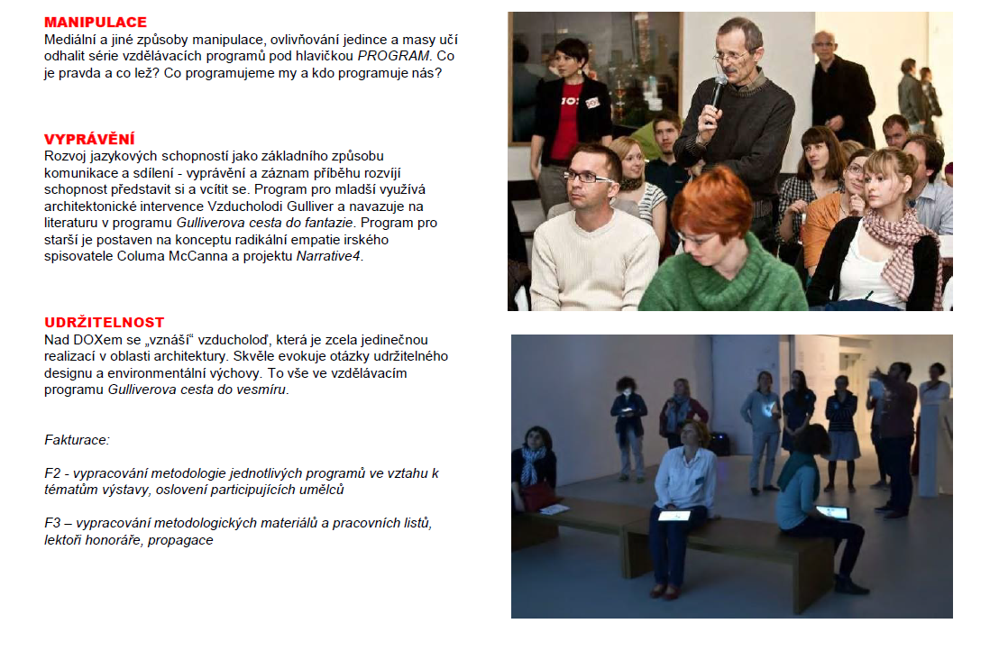 MANIPULACE
Mediální a jiné způsoby manipulace, ovlivňování jedince a masy učí
odhalit série vzdělávacích programů pod hlavičkou PROGRAM. Co
je pravda a co lež? Co programujeme my a kdo programuje nás?
VYPRÁVĚNÍ
Rozvoj jazykových schopností jako základního způsobu
komunikace a sdílení - vyprávění a záznam příběhu rozvíjí
schopnost představit si a vcítit se. Program pro mladší využívá
architektonické intervence Vzducholodi Gulliver a navazuje na
literaturu v programu Gulliverova cesta do fantazie. Program pro
starší je postaven na konceptu radikální empatie irského
spisovatele Columa McCanna a projektu Narrative4.
UDRŽITELNOST
Nad DOXem se „vznáší“ vzducholoď, která je zcela jedinečnou
realizací v oblasti architektury. Skvěle evokuje otázky udržitelného
designu a environmentální výchovy. To vše ve vzdělávacím
programu Gulliverova cesta do vesmíru.
Fakturace:
F2 - vypracování metodologie jednotlivých programů ve vztahu k
tématům výstavy, oslovení participujících umělců
F3 – vypracování metodologických materiálů a pracovních listů,
lektoři honoráře, propagace